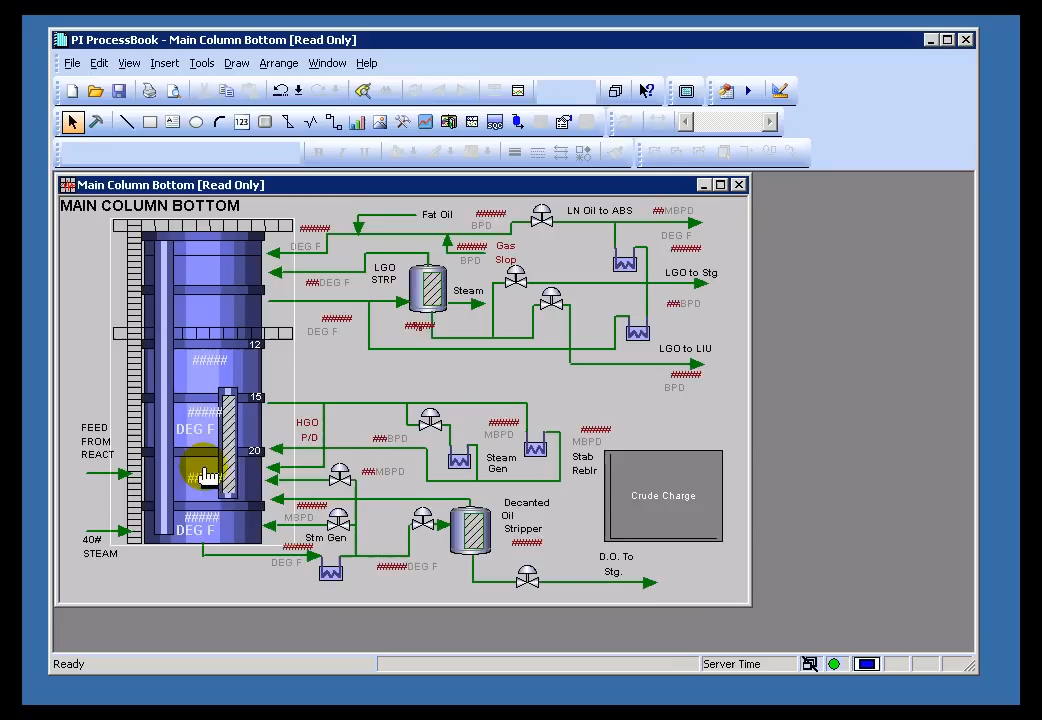 PI ProcessBook - Main Column Bottom [Read Only]
File Edit View Insert Tools Draw Arrange Window Help
Main Column Bottom [Read Only]
MAIN COLUMN BOTTOM
Fat Oil
LN Oil to ABS
BPD
MBPD
DEG F
DEG F
Gas
Slop
BPD
LGO
STRP
LGO to Stg
DEG F
Steam
BPD
DEG F
12
LGO to LIU
#####
BPD
15
DEG F
HGO
P/D
FEED
FROM
REACT
BPD
MBPD
MBPD
20
Steam
Gen
Stab
Reblr
MBPD
Crude Charge
Decanted
Oil
Stripper
MBPD
#####
DEG F
Stm Gen
40#
STEAM
DEG F
DEG F
D.O. To
Stg.
Ready
Server Time